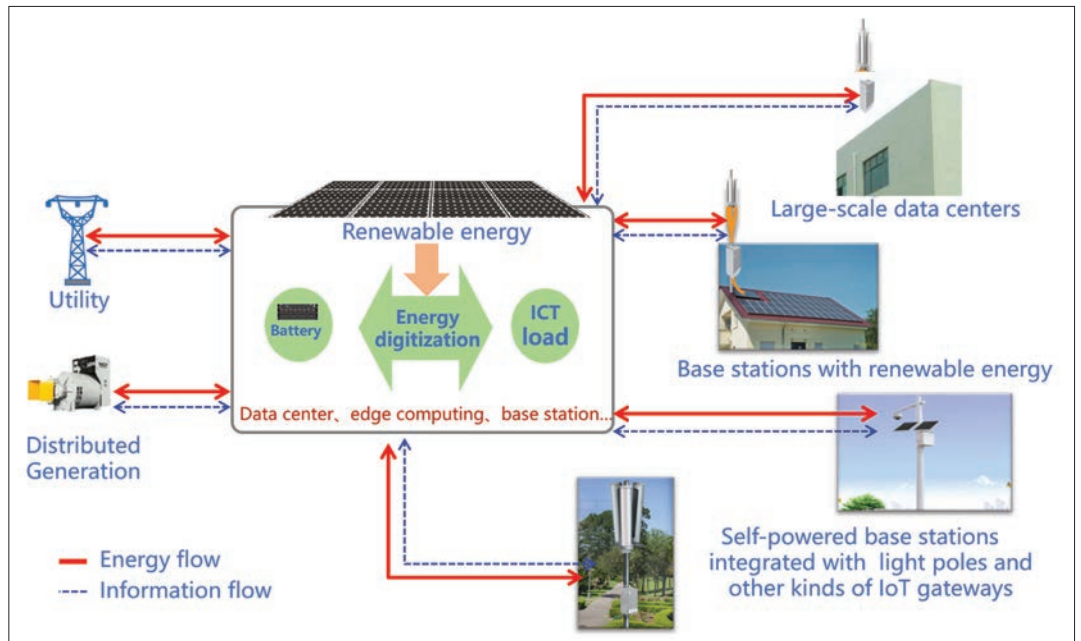 Large-scale data centers
Renewable energy
Utility
Battery
Energy
digitization
ICT
load
Base stations with renewable energy
Data center、edge computing、base station...
Distributed
Generation
Self-powered base stations
integrated with light poles and
other kinds of IoT gateways
Energy flow
Information flow